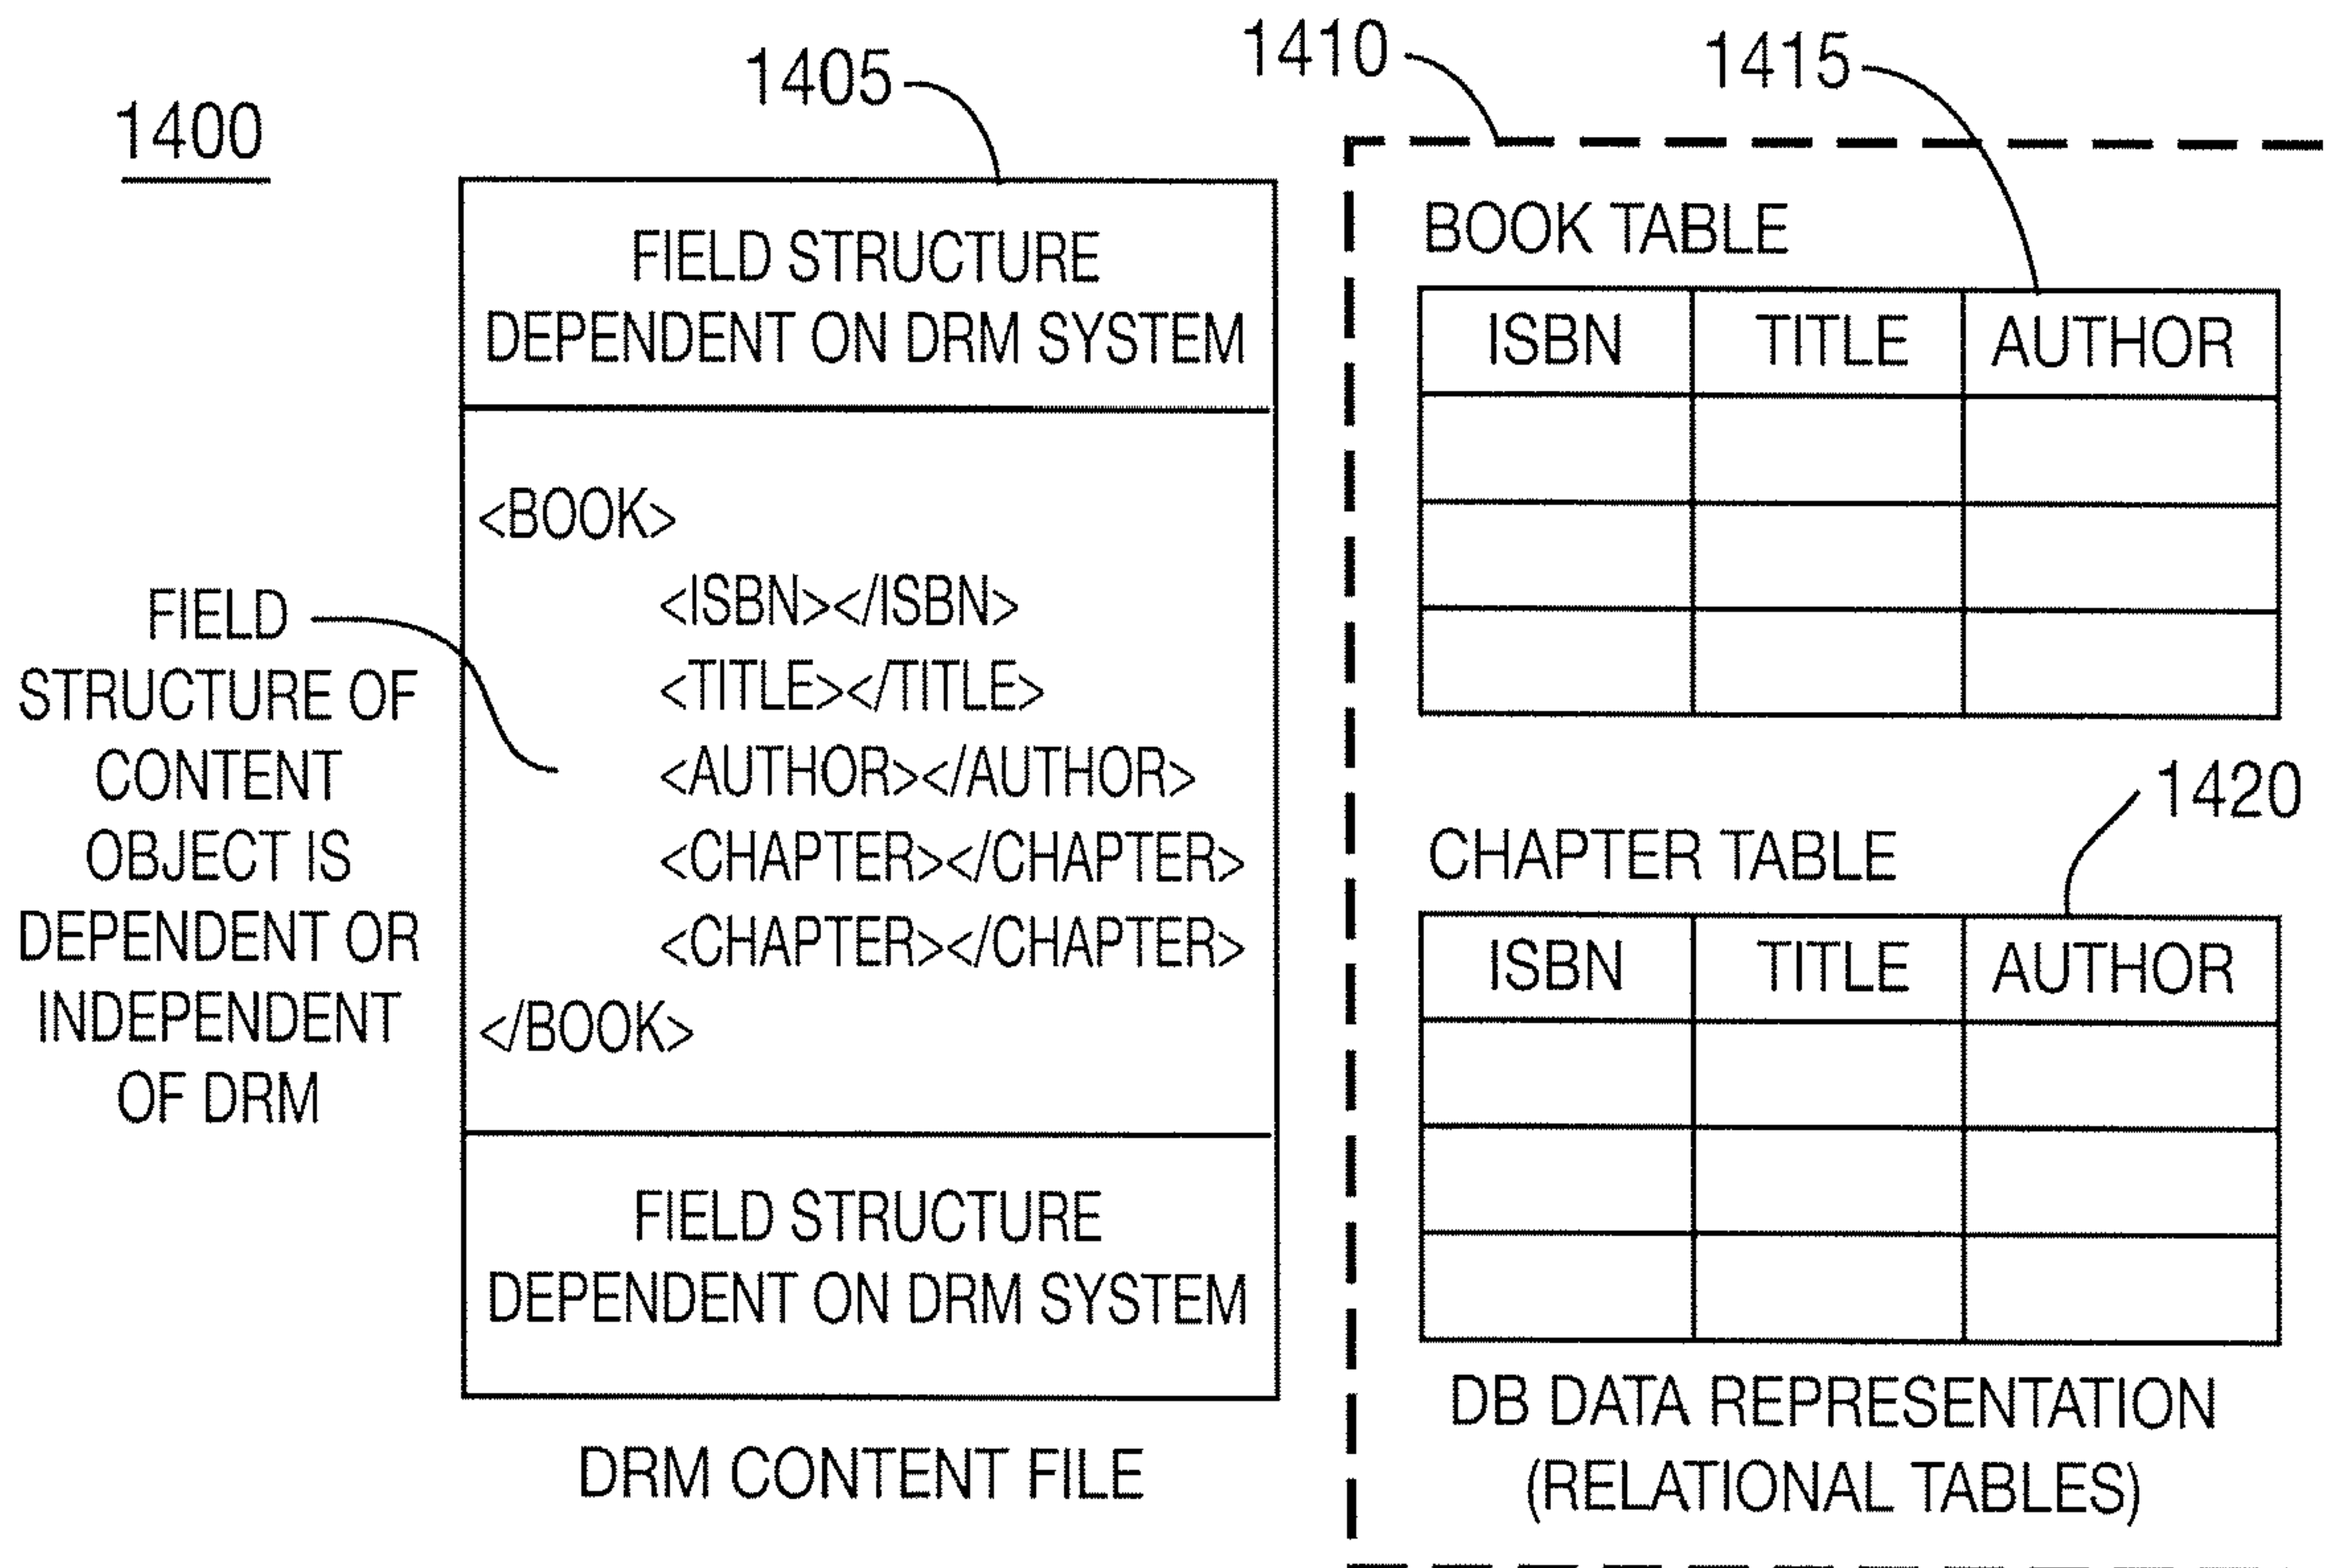 1400
1405
1410
1415
FIELD STRUCTURE
DEPENDENT ON DRM SYSTEM
<BOOK>
<ISBN></ISBN>
<TITLE></TITLE>
<AUTHOR></AUTHOR>
<CHAPTER></CHAPTER>
<CHAPTER></CHAPTER>
</BOOK>
FIELD STRUCTURE
DEPENDENT ON DRM SYSTEM
DRM CONTENT FILE
FIELD
STRUCTURE OF
CONTENT
OBJECT IS
DEPENDENT OR
INDEPENDENT
OF DRM
BOOK TABLE
ISBN TITLE AUTHOR
1420
CHAPTER TABLE
ISBN TITLE AUTHOR
DB DATA REPRESENTATION
(RELATIONAL TABLES)